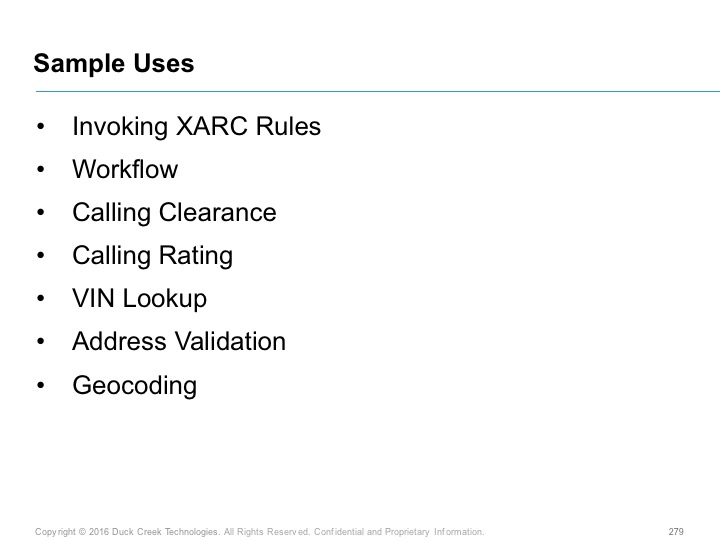 Sample Uses
• Invoking XARC Rules
• Workflow
• Calling Clearance
• Calling Rating
• VIN Lookup
• Address Validation
• Geocoding
Copyright © 2016 Duck Creek Technologies. All Rights Reserved. Confidential and Proprietary Information. 279